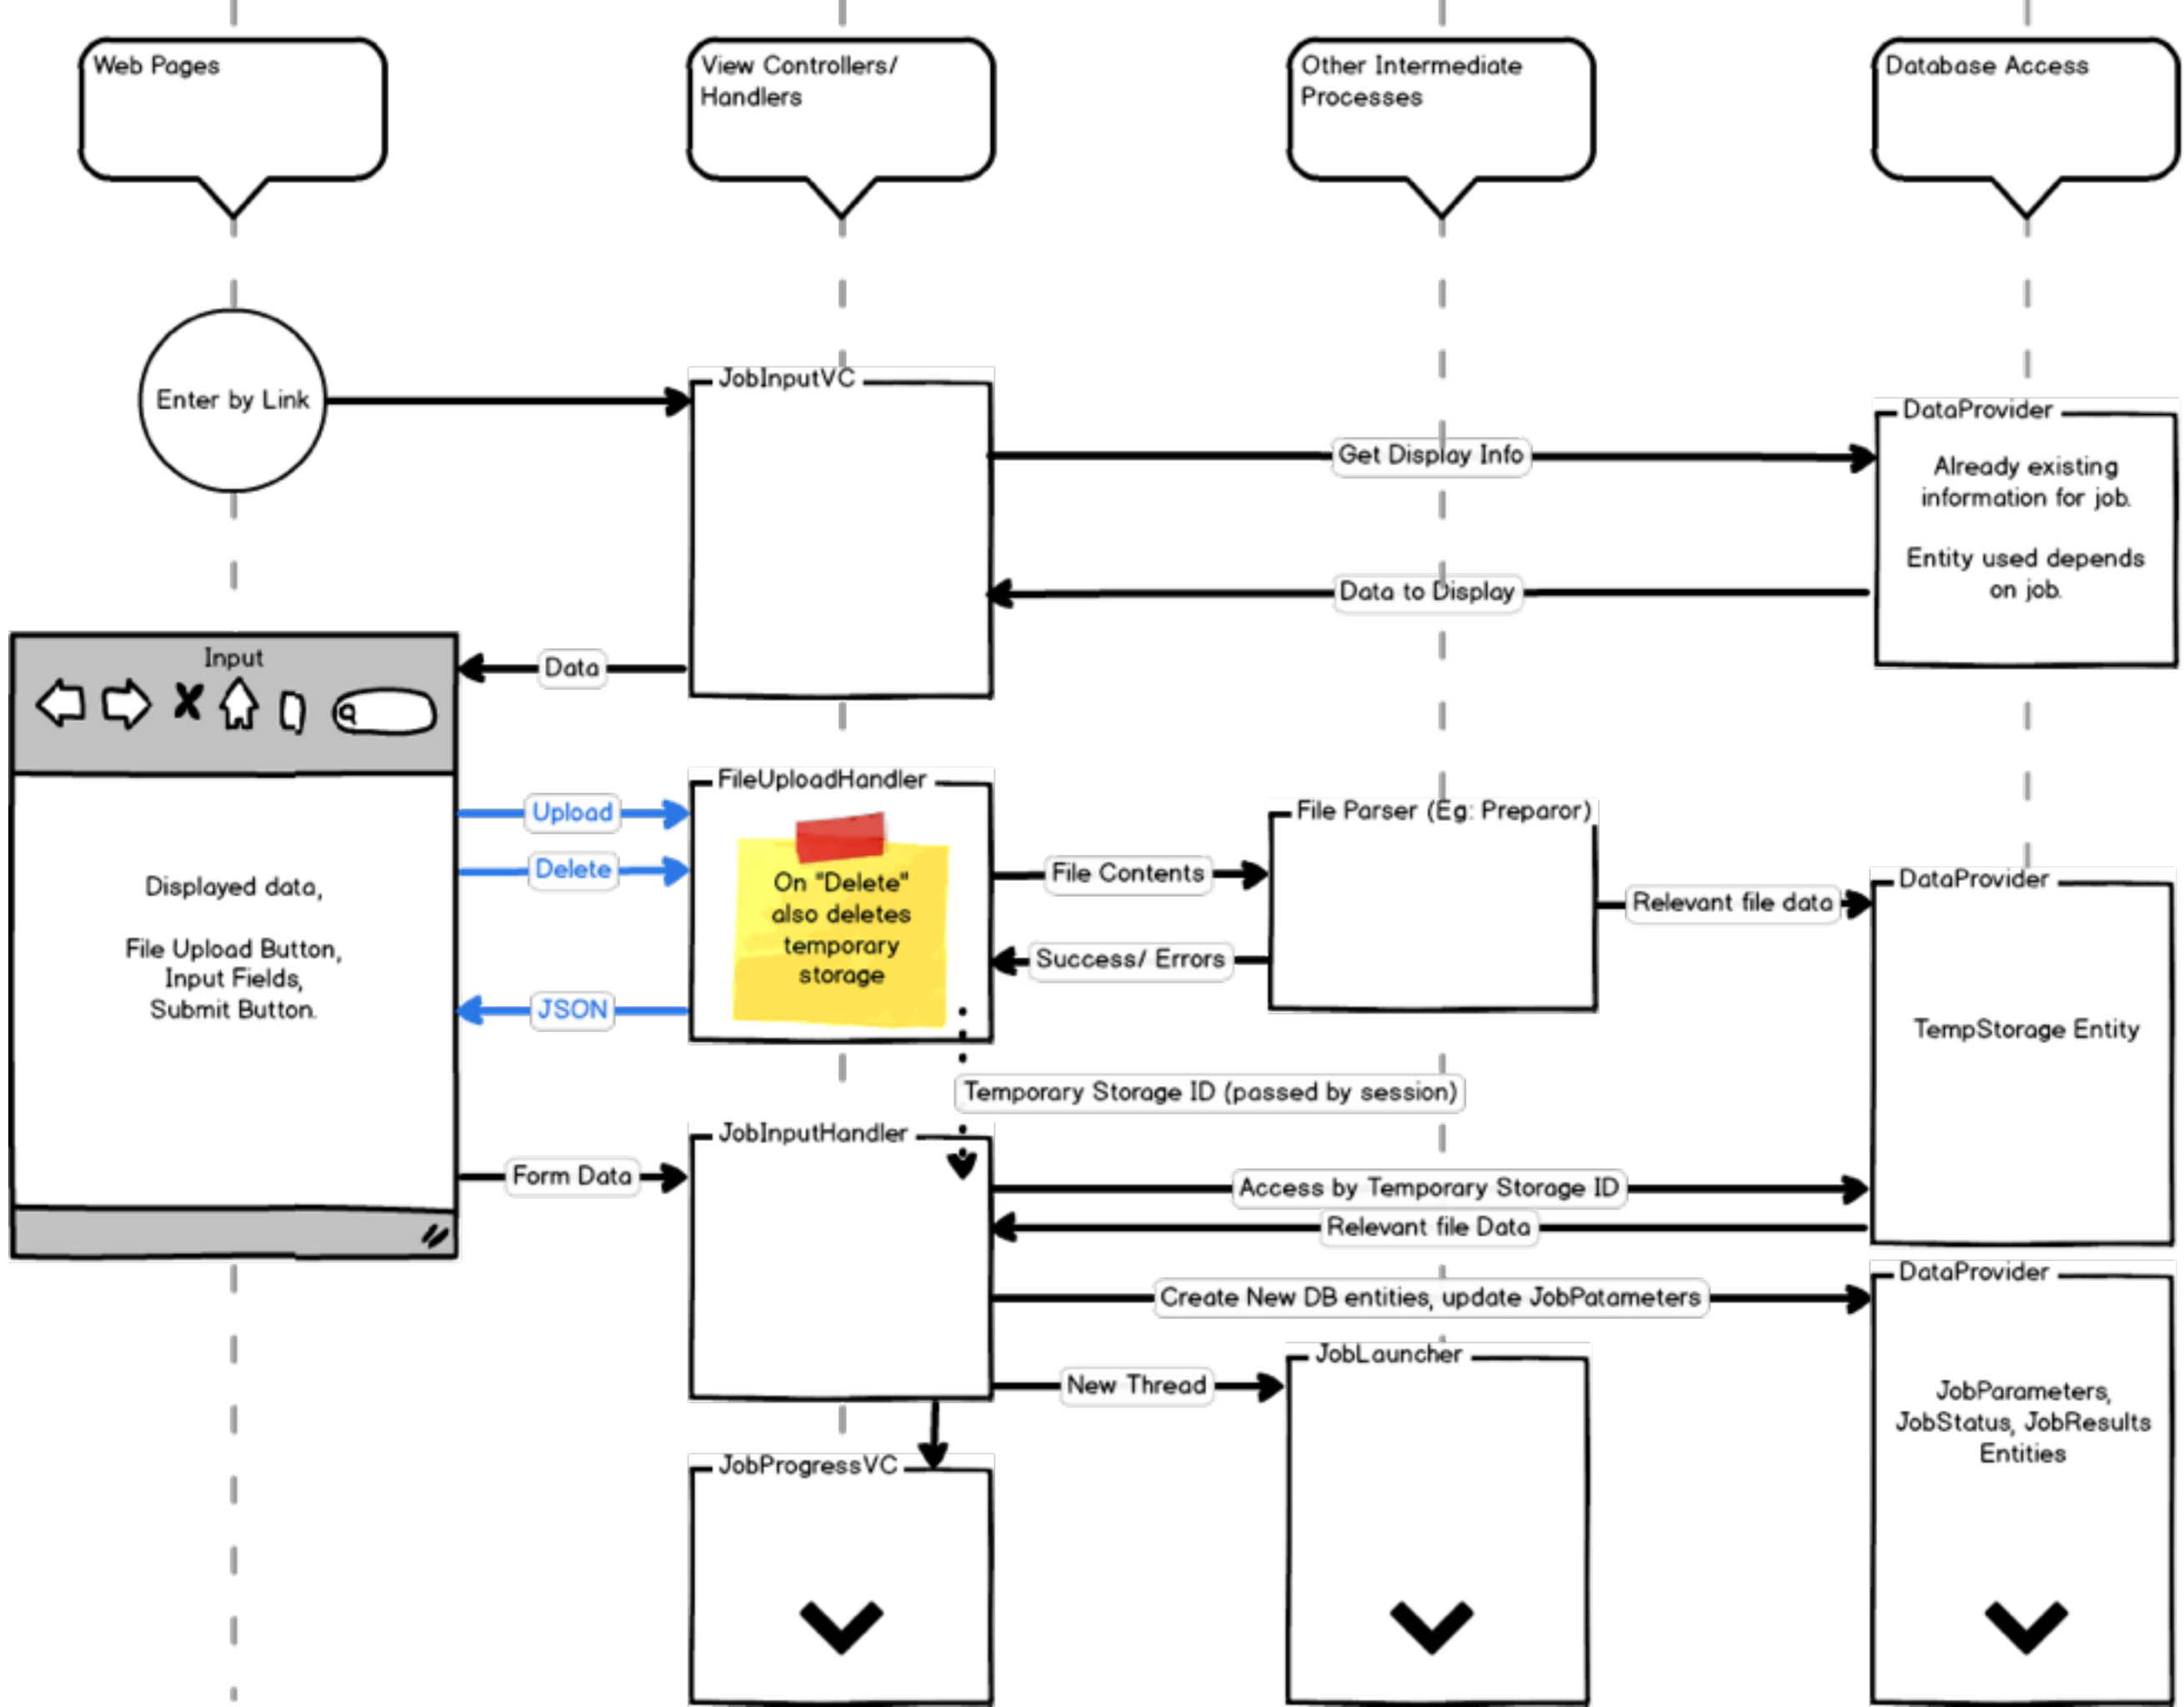 Web Pages
View Controllers/
Handlers
Other Intermediate
Processes
Database Access
Enter by Link
JobInputVC
Get Display Info
DataProvider
Already existing
information for job.
Entity used depends
on job.
Data to Display
Data
Input
Displayed data,
File Upload Button,
Input Fields,
Submit Button.
Upload
Delete
JSON
FileUploadHandler
On "Delete"
also deletes
temporary
storage
File Contents
Success/ Errors
File Parser (Eg: Preparor)
Relevant file data
DataProvider
TempStorage Entity
Temporary Storage ID (passed by session)
Form Data
JobInputHandler
Access by Temporary Storage ID
Relevant file Data
Create New DB entities, update JobPatameters
DataProvider
JobParameters,
JobStatus, JobResults
Entities
New Thread
JobLauncher
JobProgressVC